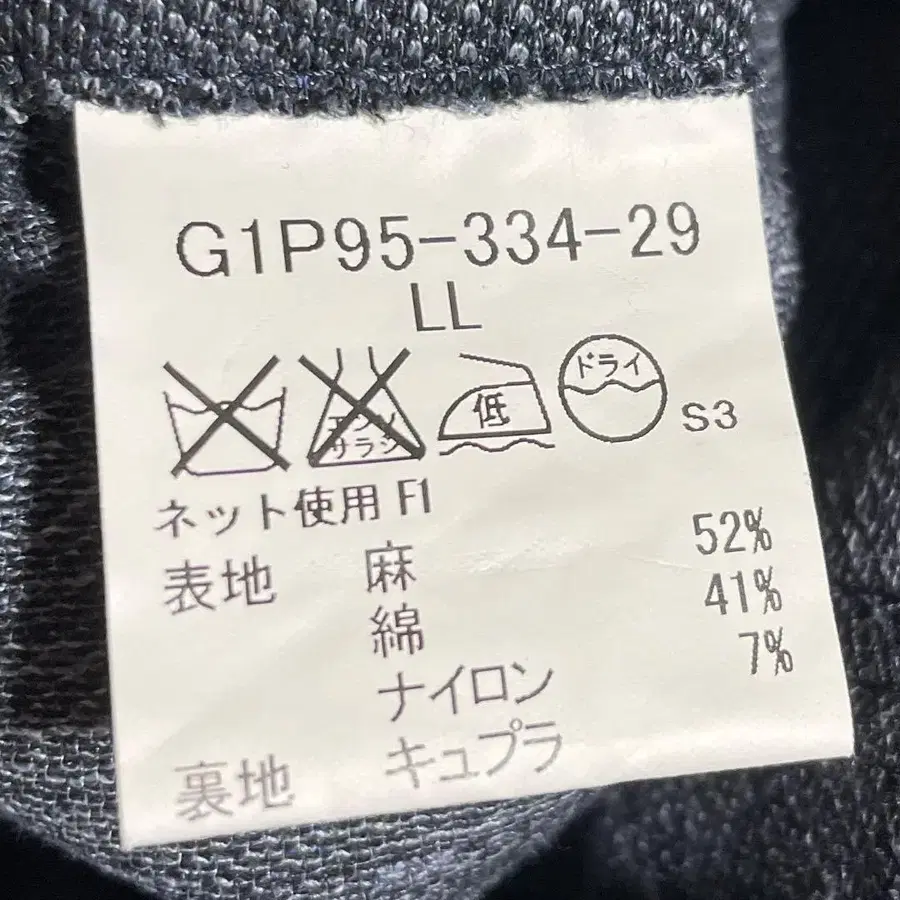 G1P95-334-29
LL
エンソ
サラシ
低
ドライ
S3
ネット使用 F1
表地 麻 52%
綿 41%
ナイロン 7%
裏地 キュプラ